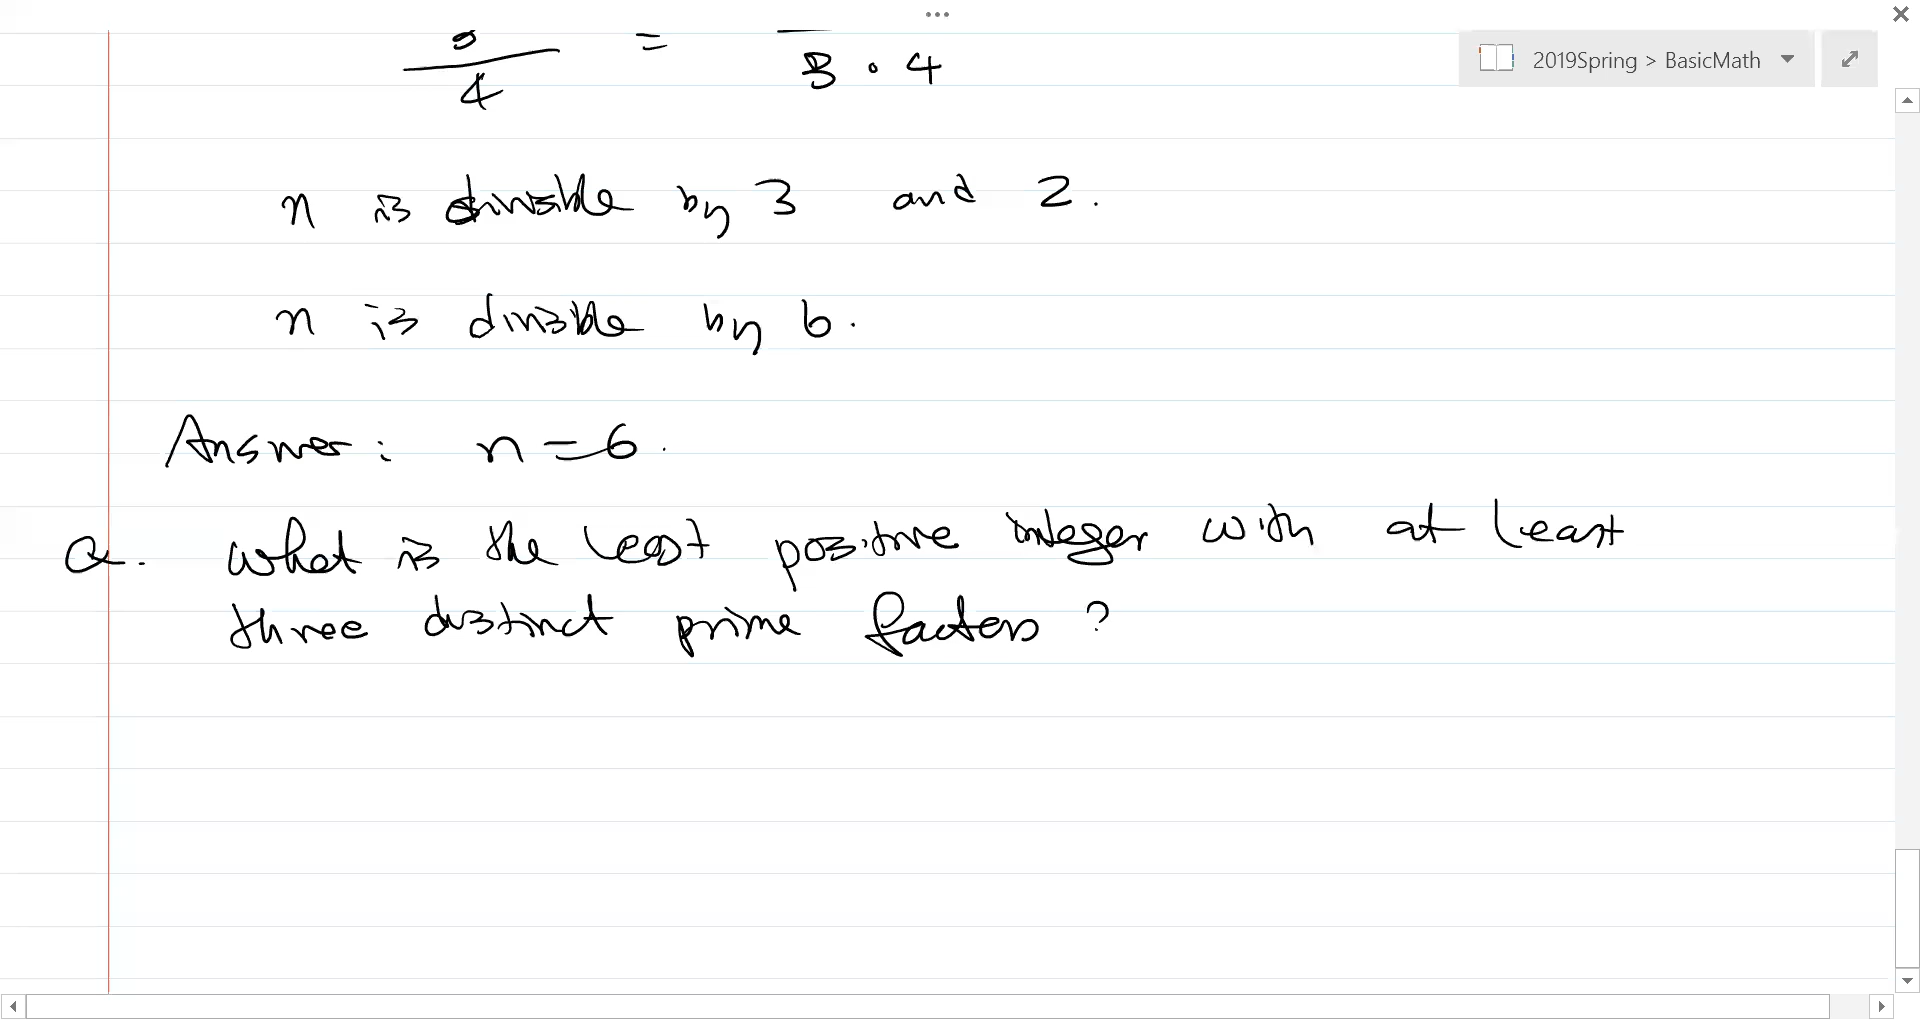 =
4
3 . 4
2019Spring > BasicMath
n is divisible by 3 and 2.
n is divisible by 6.
Answer: n = 6.
Q. What is the least positive integer with at least
three distinct prime factors ?